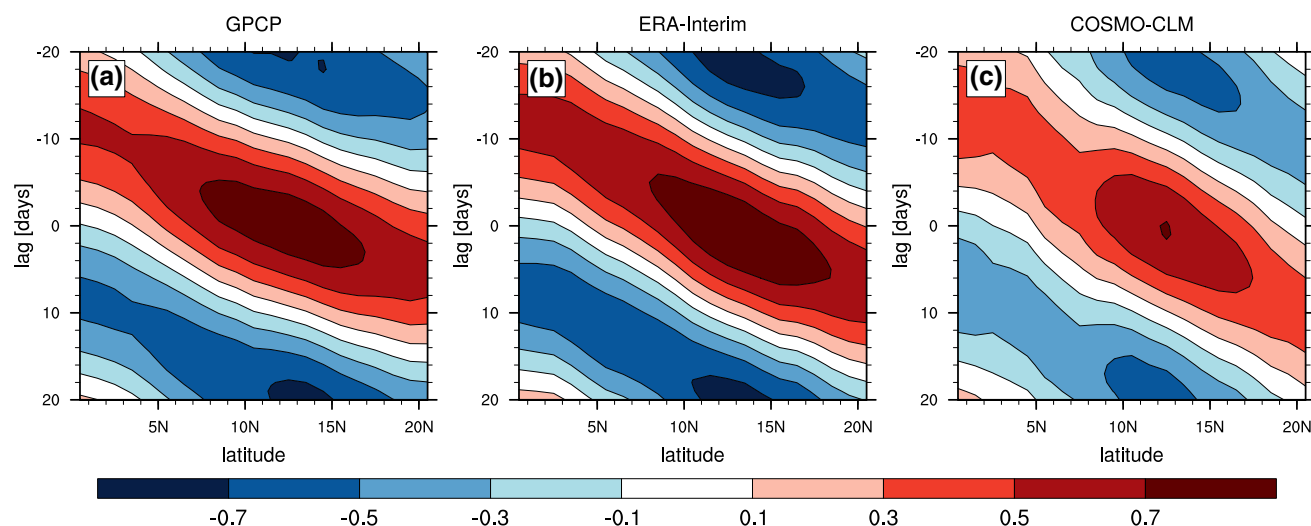 GPCP
ERA-Interim
COSMO-CLM
(a)
(b)
(c)
-20
-10
0
10
20
lag [days]
5N
10N
15N
20N
latitude
-20
-10
0
10
20
lag [days]
5N
10N
15N
20N
latitude
-20
-10
0
10
20
lag [days]
5N
10N
15N
20N
latitude
-0.7
-0.5
-0.3
-0.1
0.1
0.3
0.5
0.7